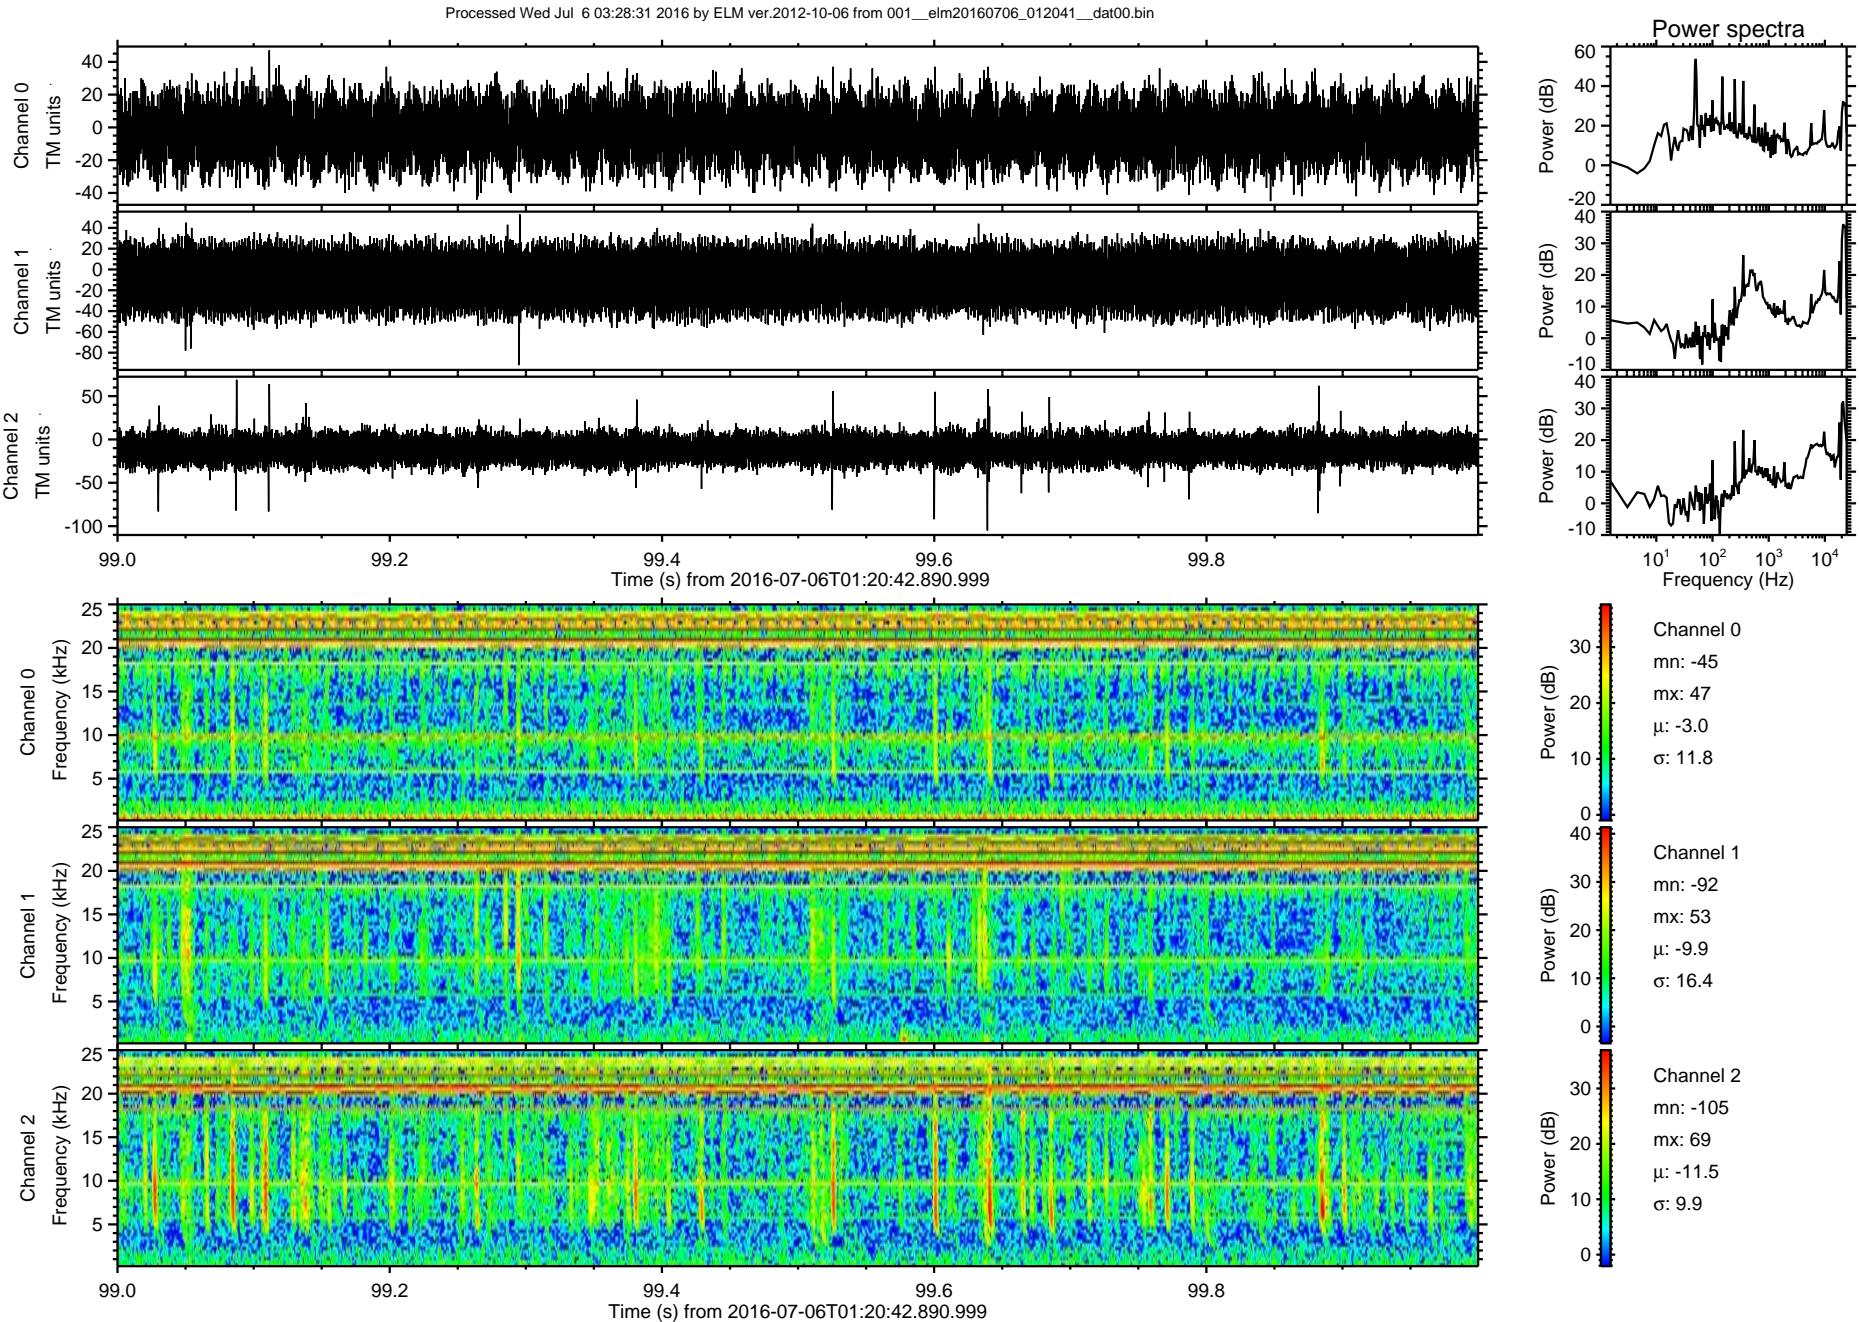 Processed Wed Jul  6 03:28:31 2016 by ELM ver.2012-10-06 from 001__elm20160706_012041__dat00.bin
Power spectra
Channel 0
TM units
40
20
0
-20
-40
Power (dB)
60
40
20
0
-20
Channel 1
TM units
40
20
0
-20
-40
-60
-80
Power (dB)
40
30
20
10
0
-10
Channel 2
TM units
50
0
-50
-100
Power (dB)
40
30
20
10
0
-10
99.0 99.2 99.4 99.6 99.8
Time (s) from 2016-07-06T01:20:42.890.999
10¹ 10² 10³ 10⁴
Frequency (Hz)
Channel 0
Frequency (kHz)
25
20
15
10
5
Power (dB)
30
20
10
0
Channel 0
mn: -45
mx: 47
μ: -3.0
σ: 11.8
Channel 1
Frequency (kHz)
25
20
15
10
5
Power (dB)
40
30
20
10
0
Channel 1
mn: -92
mx: 53
μ: -9.9
σ: 16.4
Channel 2
Frequency (kHz)
25
20
15
10
5
Power (dB)
30
20
10
0
Channel 2
mn: -105
mx: 69
μ: -11.5
σ: 9.9
99.0 99.2 99.4 99.6 99.8
Time (s) from 2016-07-06T01:20:42.890.999